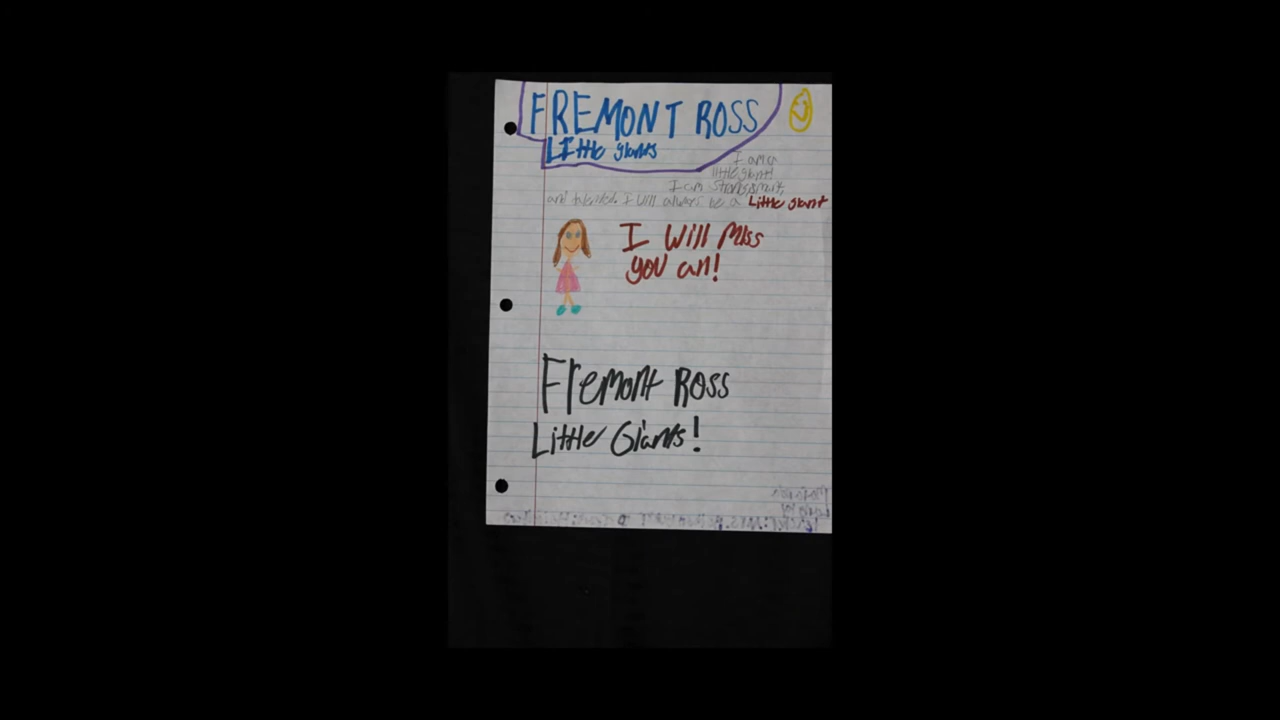 FREMONT ROSS
Little giants
I am a
little giant!
I am Strong,smart,
and talented. I will always be a Little giant
I Will Miss
you all!
Fremont Ross
Little Giants!